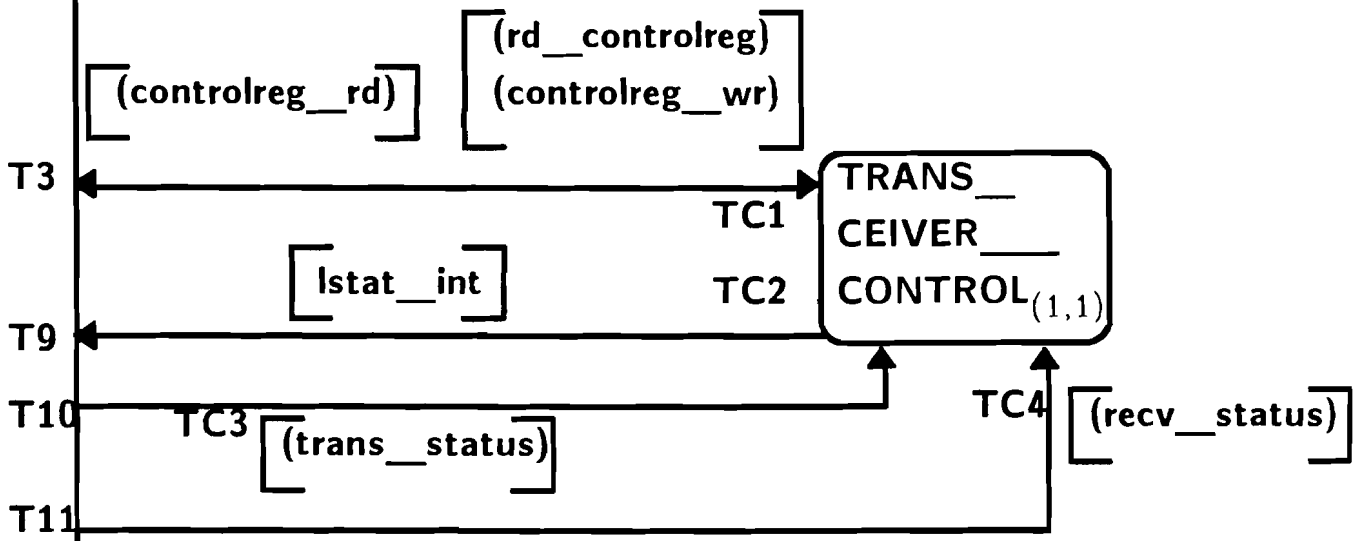 (rd__controlreg)
(controlreg__rd)
(controlreg__wr)
T3
TRANS__
TC1
CEIVER___
lstat__int
TC2
CONTROL(1,1)
T9
T10
TC3
TC4
(recv__status)
(trans__status)
T11